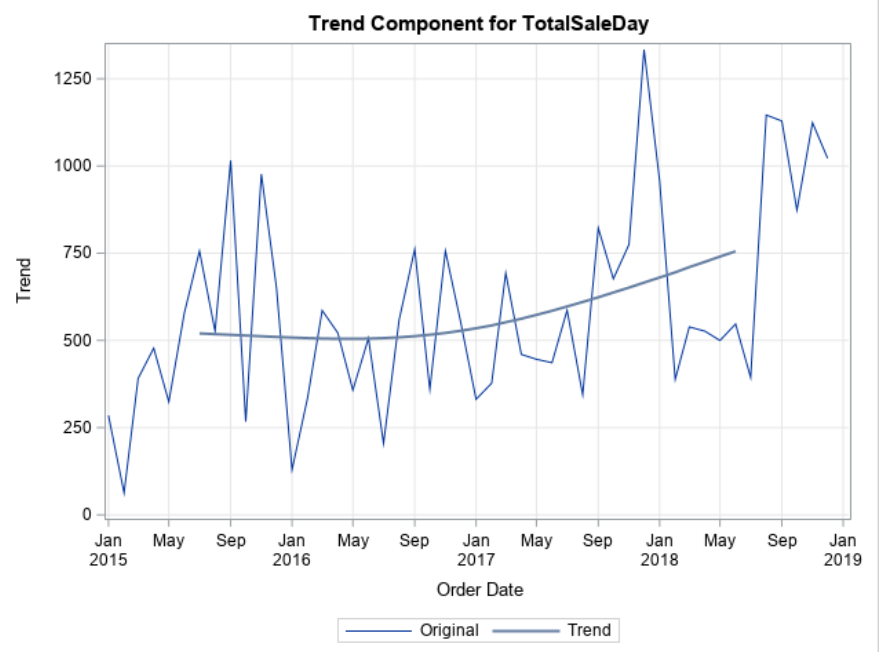 Trend Component for TotalSaleDay
1250
1000
750
500
250
0
Trend
Jan May Sep Jan May Sep Jan May Sep Jan May Sep Jan
2015 2016 2017 2018 2019
Order Date
Original Trend